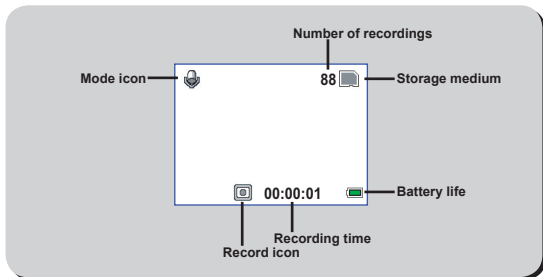 Number of recordings
Mode icon
88
Storage medium
00:00:01
Battery life
Recording time
Record icon